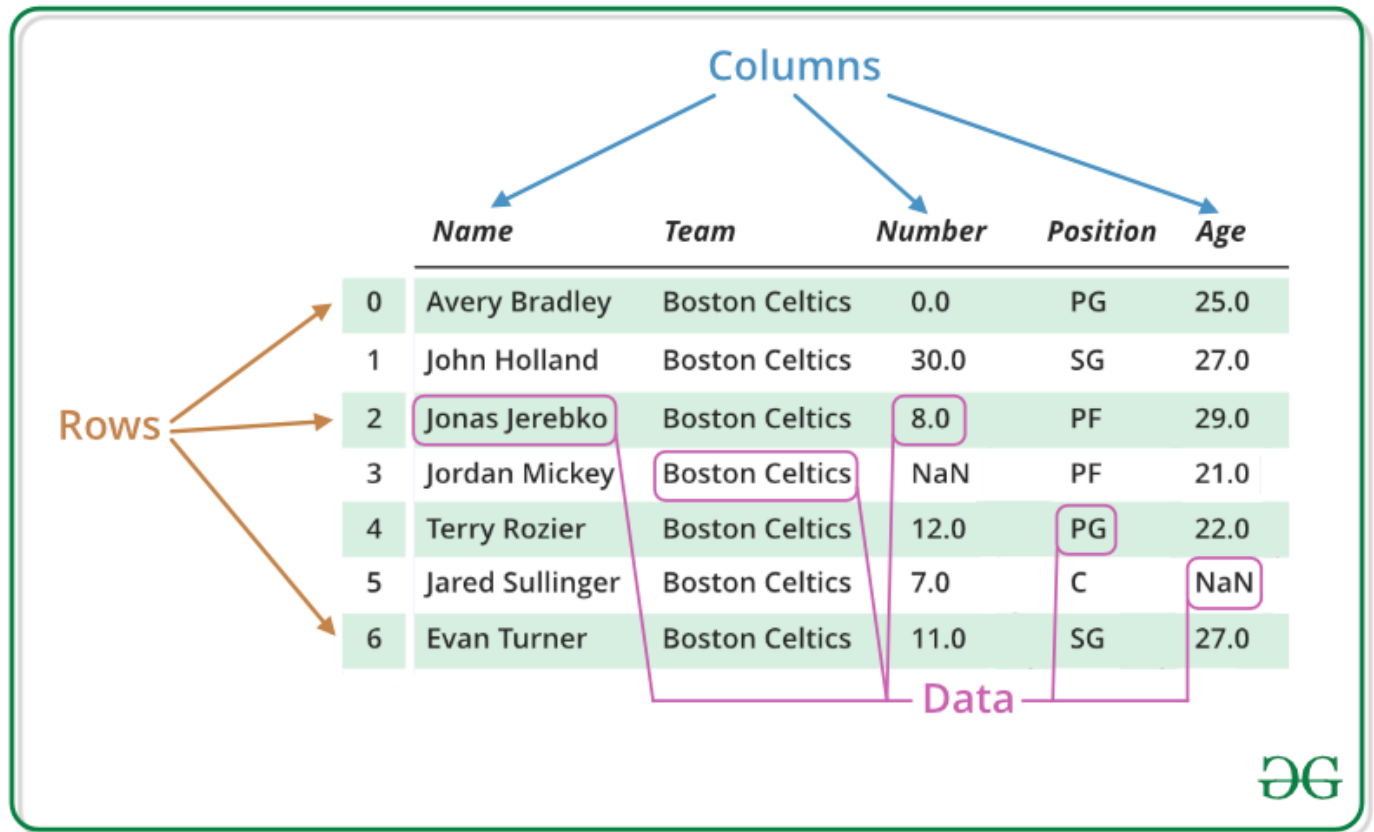 Columns
Name Team Number Position Age
0 Avery Bradley Boston Celtics 0.0 PG 25.0
1 John Holland Boston Celtics 30.0 SG 27.0
Rows
2 Jonas Jerebko Boston Celtics 8.0 PF 29.0
3 Jordan Mickey Boston Celtics NaN PF 21.0
4 Terry Rozier Boston Celtics 12.0 PG 22.0
5 Jared Sullinger Boston Celtics 7.0 C NaN
6 Evan Turner Boston Celtics 11.0 SG 27.0
Data